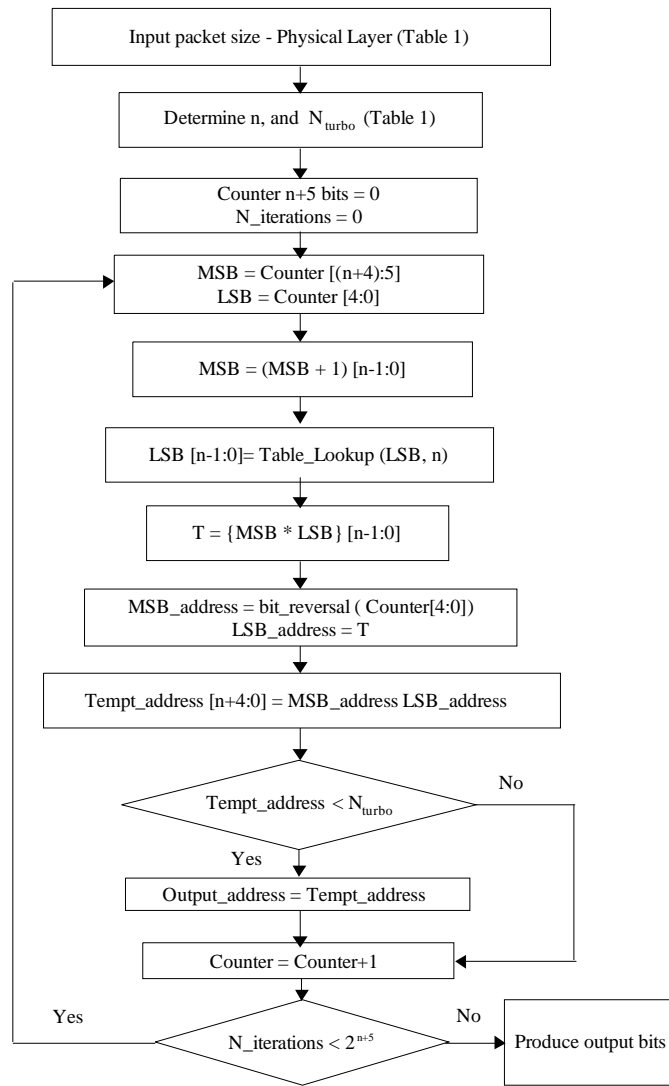 Input packet size - Physical Layer (Table 1)
Determine n, and N_turbo (Table 1)
Counter n+5 bits = 0
N_iterations = 0
MSB = Counter [(n+4):5]
LSB = Counter [4:0]
MSB = (MSB + 1) [n-1:0]
LSB [n-1:0]= Table_Lookup (LSB, n)
T = {MSB * LSB} [n-1:0]
MSB_address = bit_reversal ( Counter[4:0])
LSB_address = T
Tempt_address [n+4:0] = MSB_address LSB_address
Tempt_address < N_turbo
No
Yes
Output_address = Tempt_address
Counter = Counter+1
Yes
N_iterations < 2^n+5
No
Produce output bits